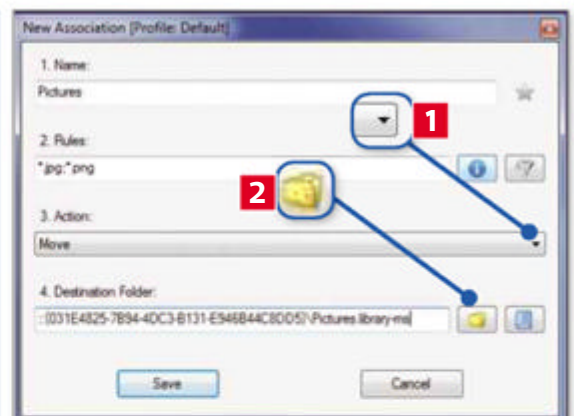 New Association [Profile: Default]
1. Name:
Pictures
1
2. Rules:
*jpg;*png
2
3. Action:
Move
4. Destination Folder:
::{031E4825-7B94-4DC3-B131-E946B44C8DD5}\Pictures.library-ms
Save
Cancel